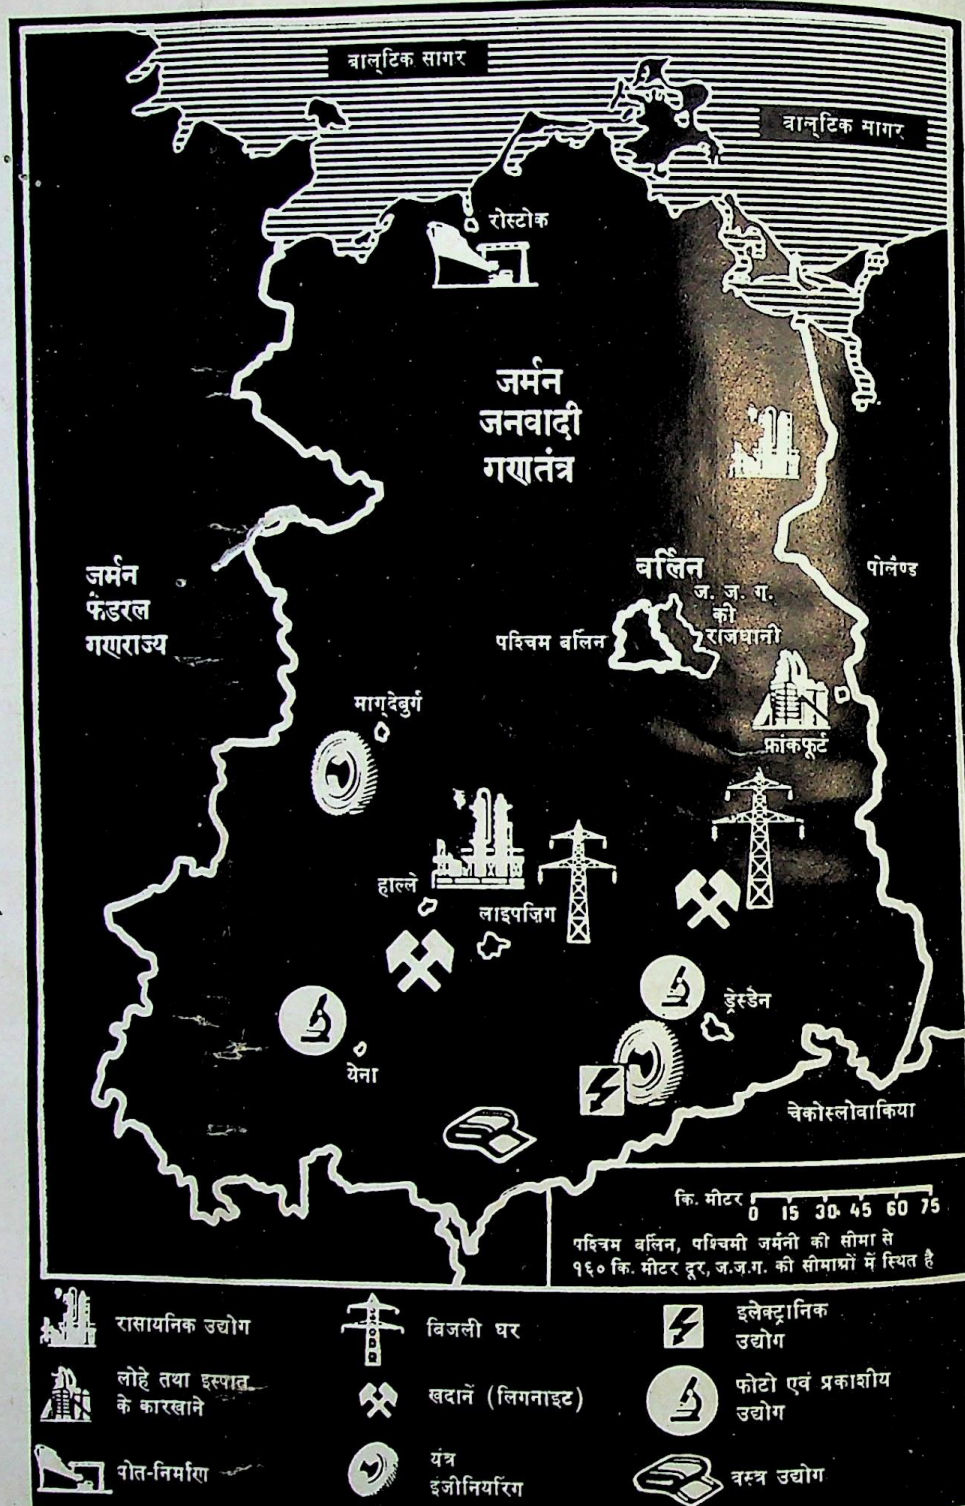 बाल्टिक सागर
बाल्टिक सागर
रोस्टोक
जर्मन
जनवादी
गणतंत्र
जर्मन
फेडरल
गणराज्य
बर्लिन
ज. ज. ग.
की
राजधानी
पश्चिम बर्लिन
पोलैण्ड
माग्देबुर्ग
फ्रांकफूर्ट
हाल्ले
लाइपज़िग
ड्रेस्डेन
येना
चेकोस्लोवाकिया
कि. मीटर
0 15 30 45 60 75
पश्चिम बर्लिन, पश्चिमी जर्मनी की सीमा से
१६० कि. मीटर दूर, ज.ज.ग. की सीमाओं में स्थित है
रासायनिक उद्योग
बिजली घर
इलेक्ट्रानिक
उद्योग
लोहे तथा इस्पात
के कारखाने
खदानें (लिगनाइट)
फोटो एवं प्रकाशीय
उद्योग
पोत-निर्माण
यंत्र
इंजीनियरिंग
वस्त्र उद्योग